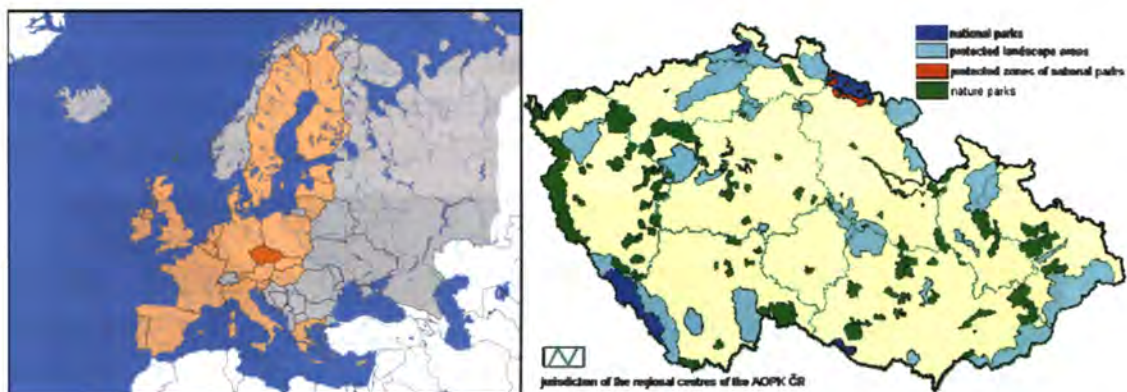 national parks
protected landscape areas
protected zones of national parks
nature parks
jurisdiction of the regional centres of the AOPK ČR